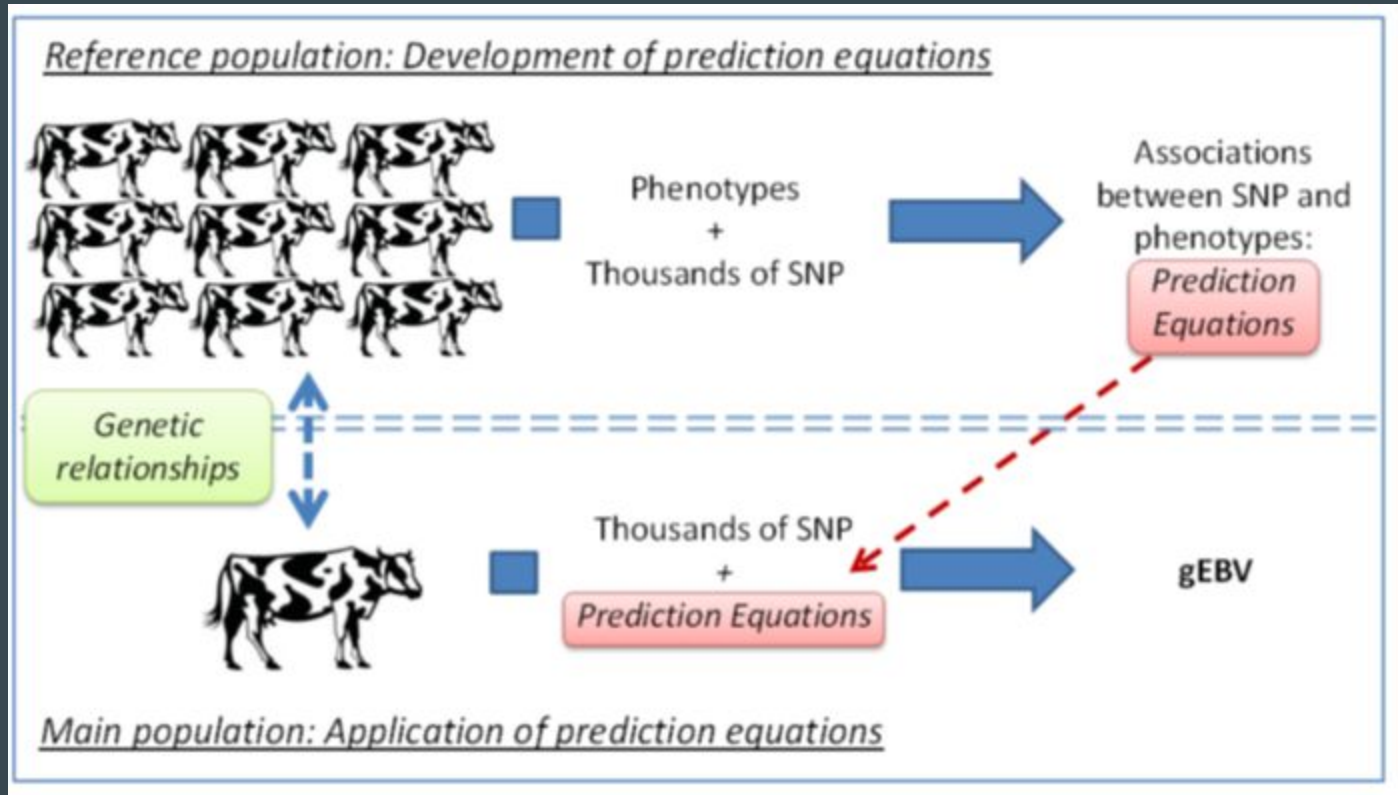 Reference population: Development of prediction equations
Phenotypes
+
Thousands of SNP
Associations
between SNP and
phenotypes:
Prediction
Equations
Genetic
relationships
Thousands of SNP
+
Prediction Equations
gEBV
Main population: Application of prediction equations